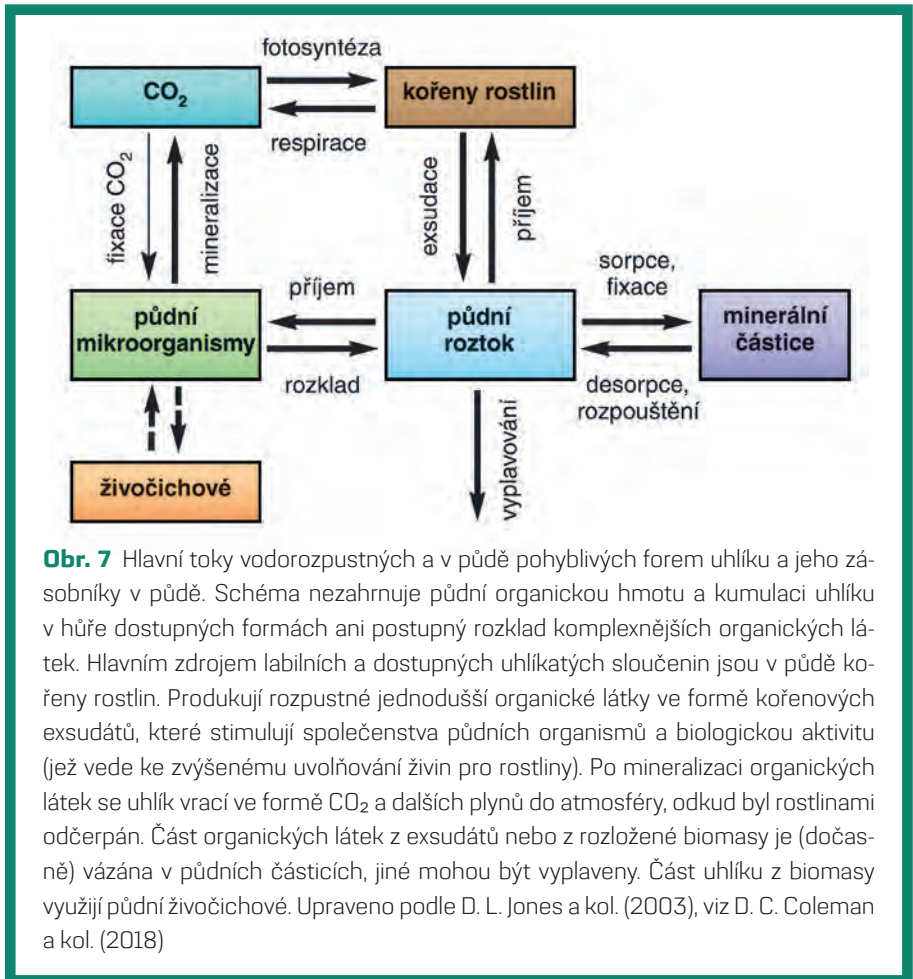 fotosyntéza
CO₂
kořeny rostlin
respirace
fixace CO₂
mineralizace
exsudace
příjem
sorpce,
fixace
příjem
půdní
mikroorganismy
půdní
roztok
minerální
částice
rozklad
desorpce,
rozpouštění
vyplavování
živočichové
Obr. 7 Hlavní toky vodorozpustných a v půdě pohyblivých forem uhlíku a jeho zá-
sobníky v půdě. Schéma nezahrnuje půdní organickou hmotu a kumulaci uhlíku
v hůře dostupných formách ani postupný rozklad komplexnějších organických lá-
tek. Hlavním zdrojem labilních a dostupných uhlíkatých sloučenin jsou v půdě ko-
řeny rostlin. Produkují rozpustné jednodušší organické látky ve formě kořenových
exsudátů, které stimulují společenstva půdních organismů a biologickou aktivitu
(jež vede ke zvýšenému uvolňování živin pro rostliny). Po mineralizaci organických
látek se uhlík vrací ve formě CO₂ a dalších plynů do atmosféry, odkud byl rostlinami
odčerpán. Část organických látek z exsudátů nebo z rozložené biomasy je (dočas-
ně) vázána v půdních částicích, jiné mohou být vyplaveny. Část uhlíku z biomasy
využijí půdní živočichové. Upraveno podle D. L. Jones a kol. (2003), viz D. C. Coleman
a kol. (2018)